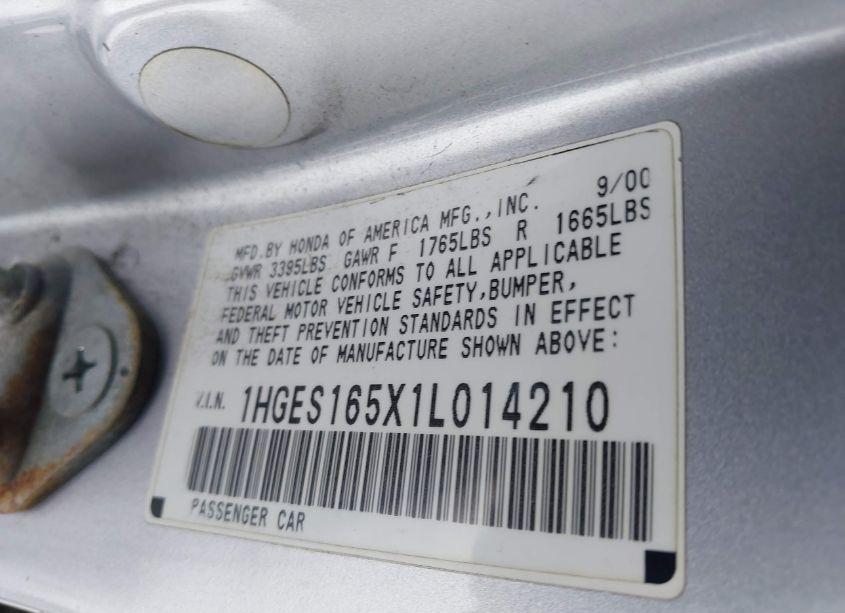 MFD.BY HONDA OF AMERICA MFG.,INC. 9/00
GVWR 3395LBS GAWR F 1765LBS R 1665LBS
THIS VEHICLE CONFORMS TO ALL APPLICABLE
FEDERAL MOTOR VEHICLE SAFETY,BUMPER,
AND THEFT PREVENTION STANDARDS IN EFFECT
ON THE DATE OF MANUFACTURE SHOWN ABOVE:
V.I.N. 1HGES165X1L014210
PASSENGER CAR